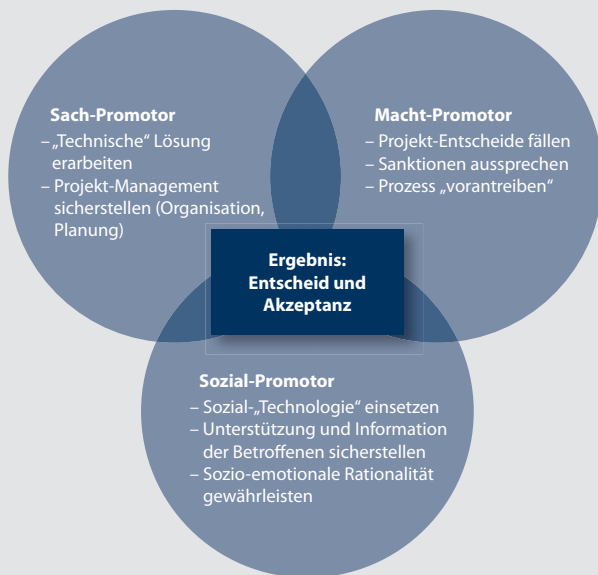 Sach-Promotor
– „Technische“ Lösung
erarbeiten
– Projekt-Management
sicherstellen (Organisation,
Planung)
Macht-Promotor
– Projekt-Entscheide fällen
– Sanktionen aussprechen
– Prozess „vorantreiben“
Ergebnis:
Entscheid und
Akzeptanz
Sozial-Promotor
– Sozial-„Technologie“ einsetzen
– Unterstützung und Information
der Betroffenen sicherstellen
– Sozio-emotionale Rationalität
gewährleisten